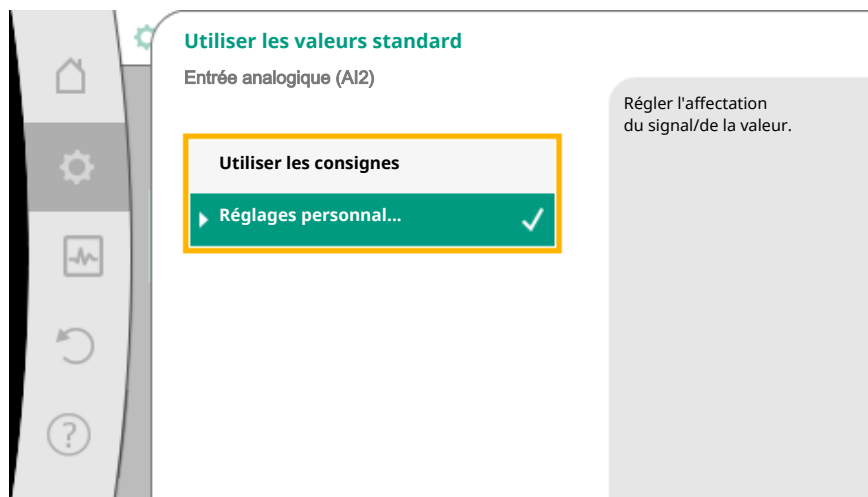 Utiliser les valeurs standard
Entrée analogique (AI2)
Utiliser les consignes
Réglages personnal...
Régler l'affectation
du signal/de la valeur.
?